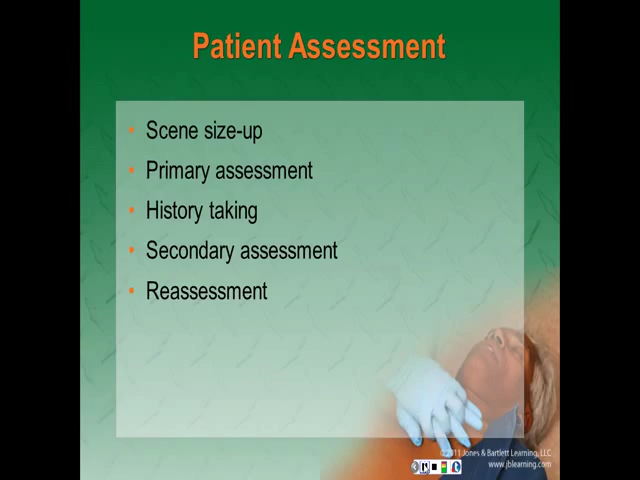 Patient Assessment
• Scene size-up
• Primary assessment
• History taking
• Secondary assessment
• Reassessment
© 2011 Jones & Bartlett Learning, LLC
www.jblearning.com